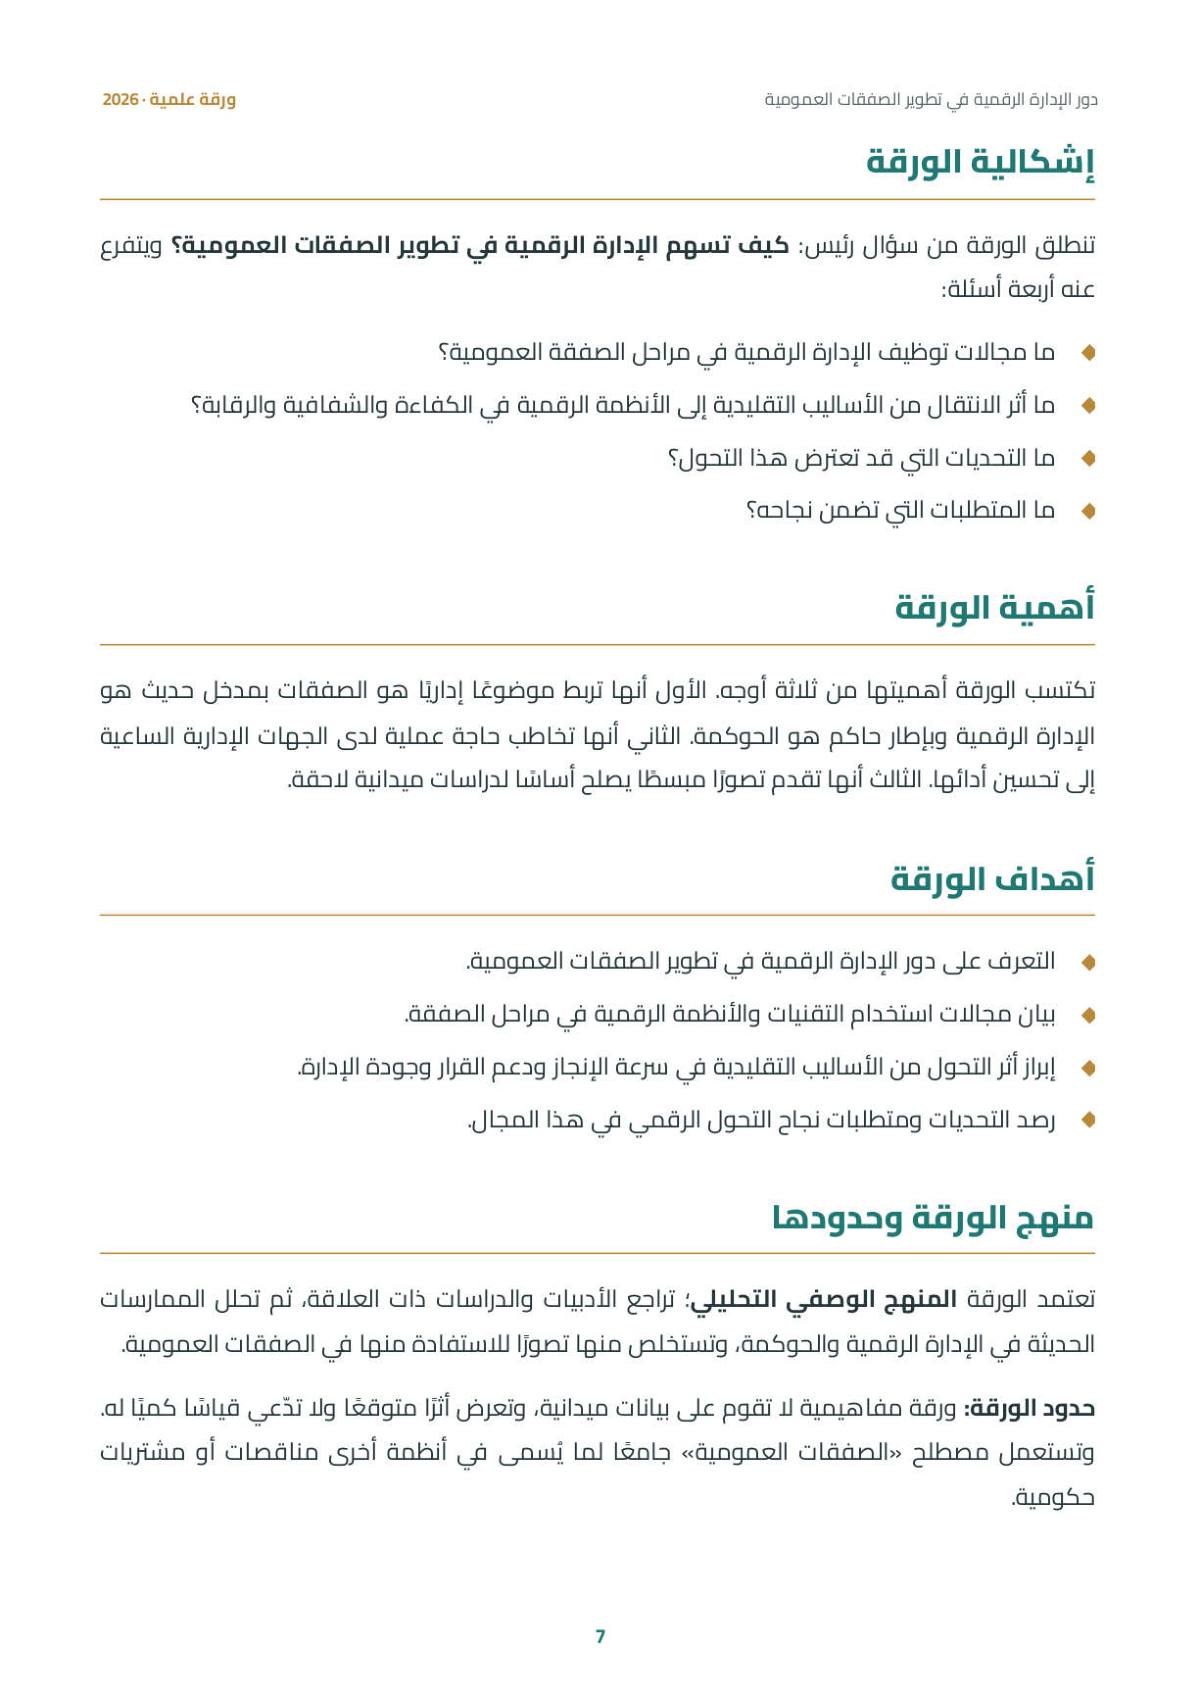 دور الإدارة الرقمية في تطوير الصفقات العمومية
ورقة علمية · 2026
إشكالية الورقة
تنطلق الورقة من سؤال رئيس: كيف تسهم الإدارة الرقمية في تطوير الصفقات العمومية؟ ويتفرع
عنه أربعة أسئلة:
◆ ما مجالات توظيف الإدارة الرقمية في مراحل الصفقة العمومية؟
◆ ما أثر الانتقال من الأساليب التقليدية إلى الأنظمة الرقمية في الكفاءة والشفافية والرقابة؟
◆ ما التحديات التي قد تعترض هذا التحول؟
◆ ما المتطلبات التي تضمن نجاحه؟
أهمية الورقة
تكتسب الورقة أهميتها من ثلاثة أوجه. الأول أنها تربط موضوعًا إداريًا هو الصفقات بمدخل حديث هو
الإدارة الرقمية وبإطار حاكم هو الحوكمة. الثاني أنها تخاطب حاجة عملية لدى الجهات الإدارية الساعية
إلى تحسين أدائها. الثالث أنها تقدم تصورًا مبسطًا يصلح أساسًا لدراسات ميدانية لاحقة.
أهداف الورقة
◆ التعرف على دور الإدارة الرقمية في تطوير الصفقات العمومية.
◆ بيان مجالات استخدام التقنيات والأنظمة الرقمية في مراحل الصفقة.
◆ إبراز أثر التحول من الأساليب التقليدية في سرعة الإنجاز ودعم القرار وجودة الإدارة.
◆ رصد التحديات ومتطلبات نجاح التحول الرقمي في هذا المجال.
منهج الورقة وحدودها
تعتمد الورقة المنهج الوصفي التحليلي؛ تراجع الأدبيات والدراسات ذات العلاقة، ثم تحلل الممارسات
الحديثة في الإدارة الرقمية والحوكمة، وتستخلص منها تصورًا للاستفادة منها في الصفقات العمومية.
حدود الورقة: ورقة مفاهيمية لا تقوم على بيانات ميدانية، وتعرض أثرًا متوقعًا ولا تدّعي قياسًا كميًا له.
وتستعمل مصطلح «الصفقات العمومية» جامعًا لما يُسمى في أنظمة أخرى مناقصات أو مشتريات
حكومية.
7